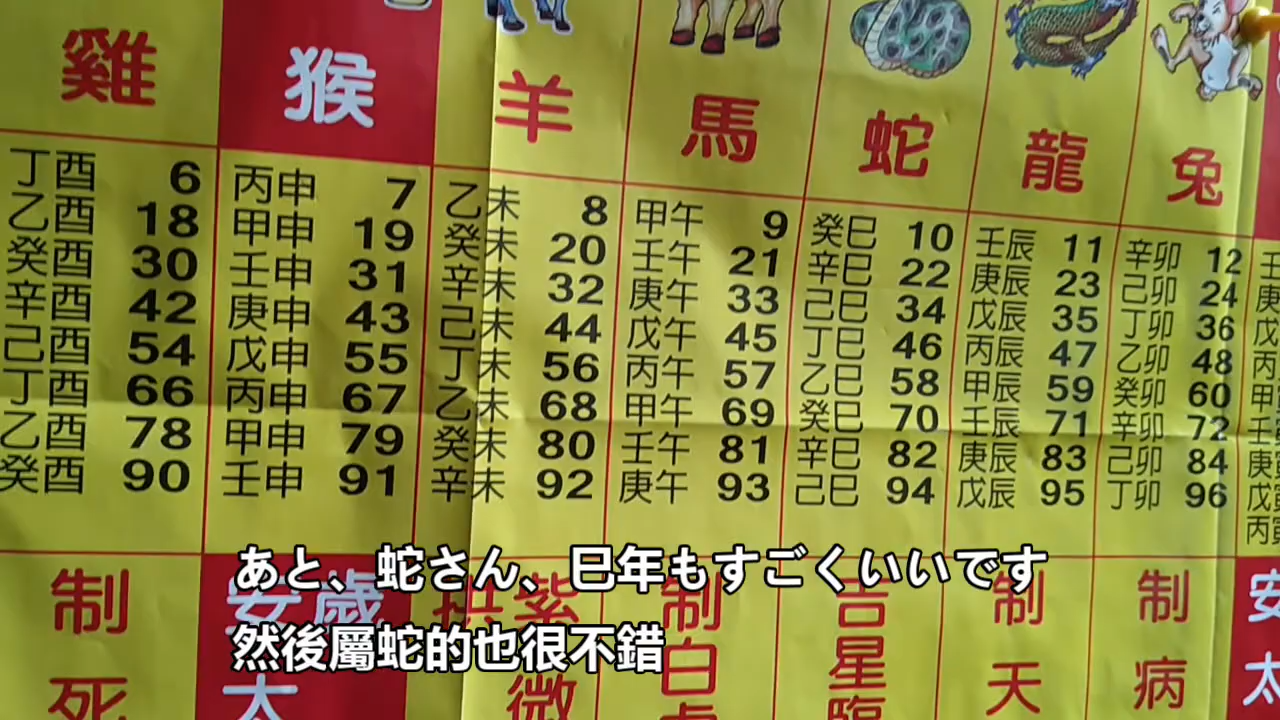 雞 猴 羊 馬 蛇 龍 兔
丁酉 6 丙申 7 乙未 8 甲午 9 癸巳 10 壬辰 11 辛卯 12
乙酉 18 甲申 19 癸未 20 壬午 21 辛巳 22 庚辰 23 己卯 24
癸酉 30 壬申 31 辛未 32 庚午 33 己巳 34 戊辰 35 丁卯 36
辛酉 42 庚申 43 己未 44 戊午 45 丁巳 46 丙辰 47 乙卯 48
己酉 54 戊申 55 丁未 56 丙午 57 乙巳 58 甲辰 59 癸卯 60
丁酉 66 丙申 67 乙未 68 甲午 69 癸巳 70 壬辰 71 辛卯 72
乙酉 78 甲申 79 癸未 80 壬午 81 辛巳 82 庚辰 83 己卯 84
癸酉 90 壬申 91 辛未 92 庚午 93 己巳 94 戊辰 95 丁卯 96
制 安歲 拱紫 制 吉 制 制 安
死 太 微 白 星 天 病 太
あと、蛇さん、巳年もすごくいいです
然後屬蛇的也很不錯